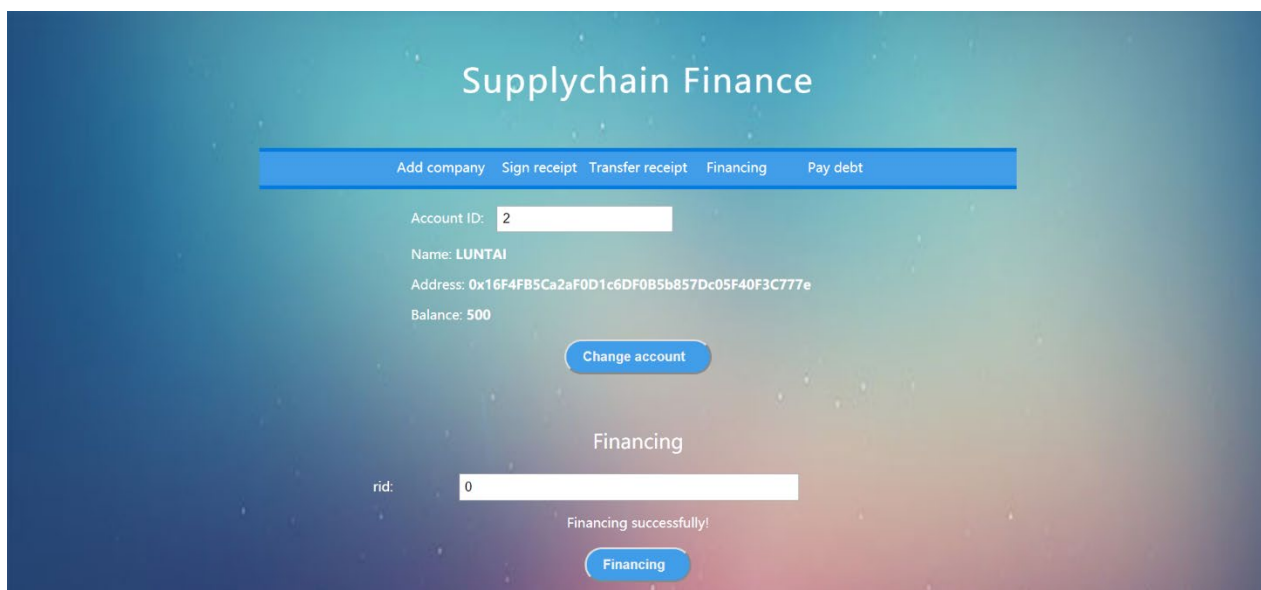 Supplychain Finance
Add company Sign receipt Transfer receipt Financing Pay debt
Account ID: 2
Name: LUNTAI
Address: 0x16F4FB5Ca2aF0D1c6DF0B5b857Dc05F40F3C777e
Balance: 500
Change account
Financing
rid: 0
Financing successfully!
Financing